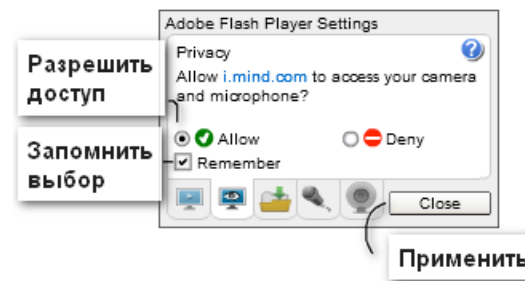 Adobe Flash Player Settings
Privacy
Allow i.mind.com to access your camera
and microphone?
Allow
Deny
Remember
Close
Разрешить
доступ
Запомнить
выбор
Применить